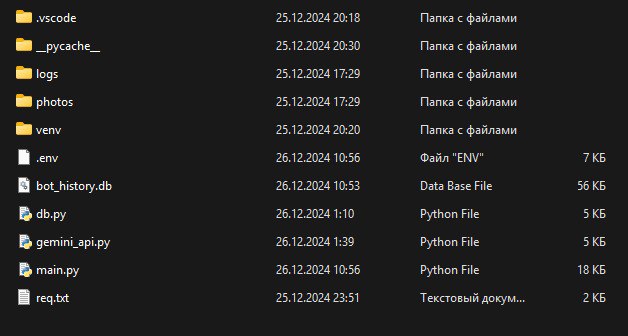 .vscode 25.12.2024 20:18 Папка с файлами
__pycache__ 25.12.2024 20:30 Папка с файлами
logs 25.12.2024 17:29 Папка с файлами
photos 25.12.2024 17:29 Папка с файлами
venv 25.12.2024 20:20 Папка с файлами
.env 26.12.2024 10:56 Файл "ENV" 7 КБ
bot_history.db 26.12.2024 10:53 Data Base File 56 КБ
db.py 26.12.2024 1:10 Python File 5 КБ
gemini_api.py 26.12.2024 1:39 Python File 5 КБ
main.py 26.12.2024 10:56 Python File 18 КБ
req.txt 25.12.2024 23:51 Текстовый докум... 2 КБ